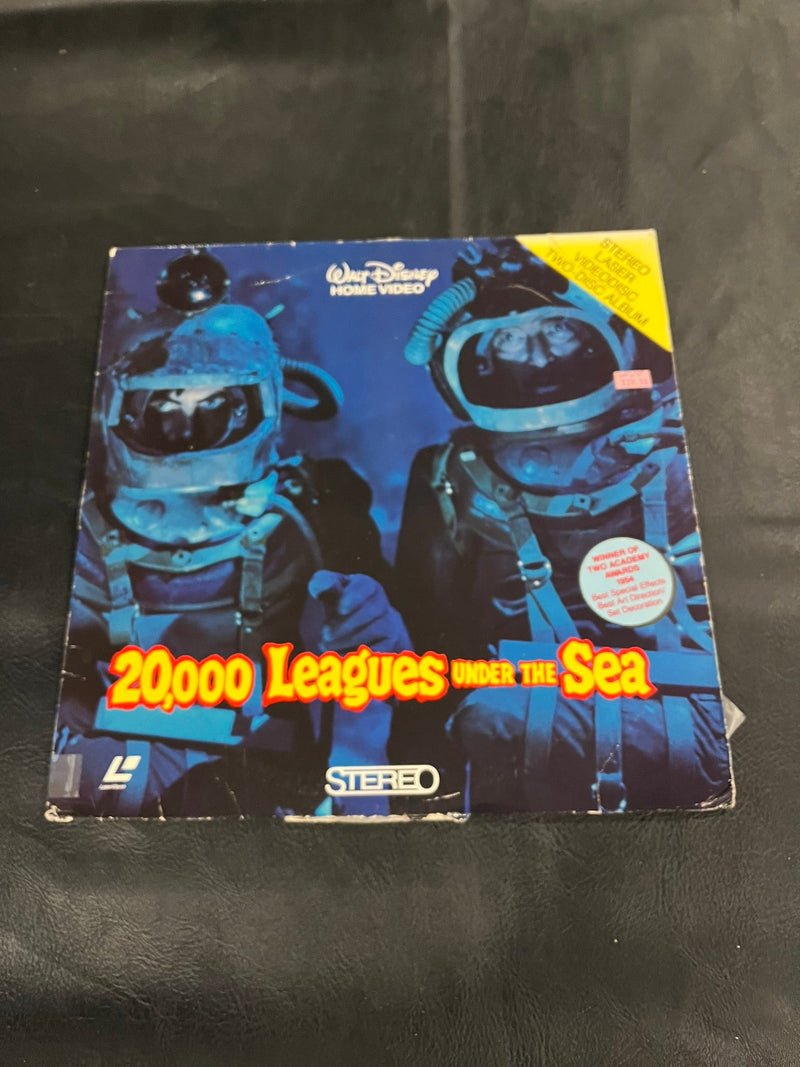 WALT DISNEY
HOME VIDEO
STEREO
LASER
VIDEODISC
TWO-DISC ALBUM
WINNER OF
TWO ACADEMY
AWARDS
1954
Best Special Effects
Best Art Direction/
Set Decoration
20,000 Leagues UNDER THE Sea
STEREO